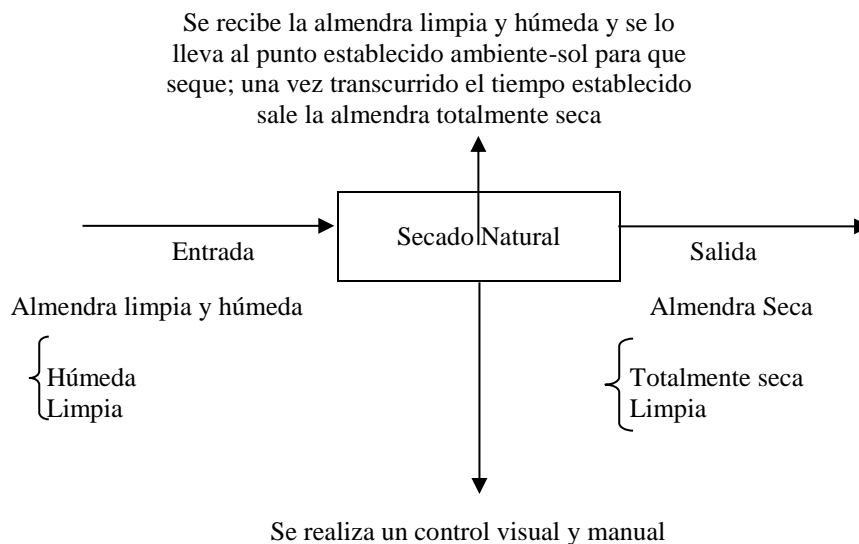 Se recibe la almendra limpia y húmeda y se lo
lleva al punto establecido ambiente-sol para que
seque; una vez transcurrido el tiempo establecido
sale la almendra totalmente seca
Secado Natural
Entrada
Salida
Almendra limpia y húmeda
Almendra Seca
Húmeda
Limpia
Totalmente seca
Limpia
Se realiza un control visual y manual